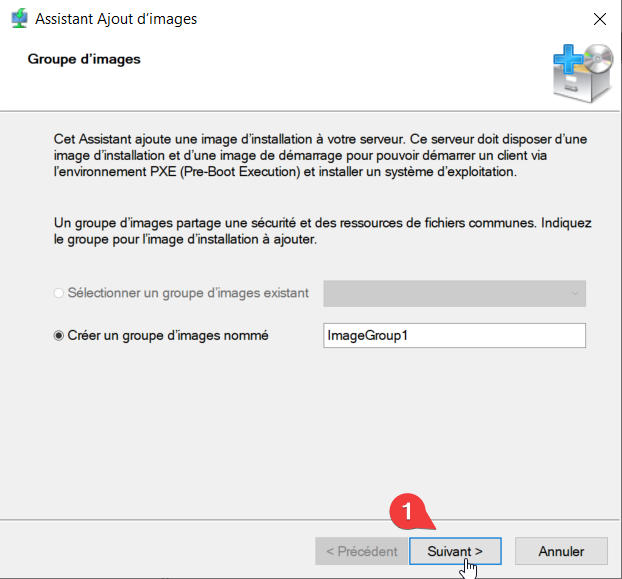 Assistant Ajout d'images
Groupe d'images
Cet Assistant ajoute une image d'installation à votre serveur. Ce serveur doit disposer d'une
image d'installation et d'une image de démarrage pour pouvoir démarrer un client via
l'environnement PXE (Pre-Boot Execution) et installer un système d'exploitation.
Un groupe d'images partage une sécurité et des ressources de fichiers communes. Indiquez
le groupe pour l'image d'installation à ajouter.
Sélectionner un groupe d'images existant
Créer un groupe d'images nommé ImageGroup1
1
< Précédent Suivant > Annuler